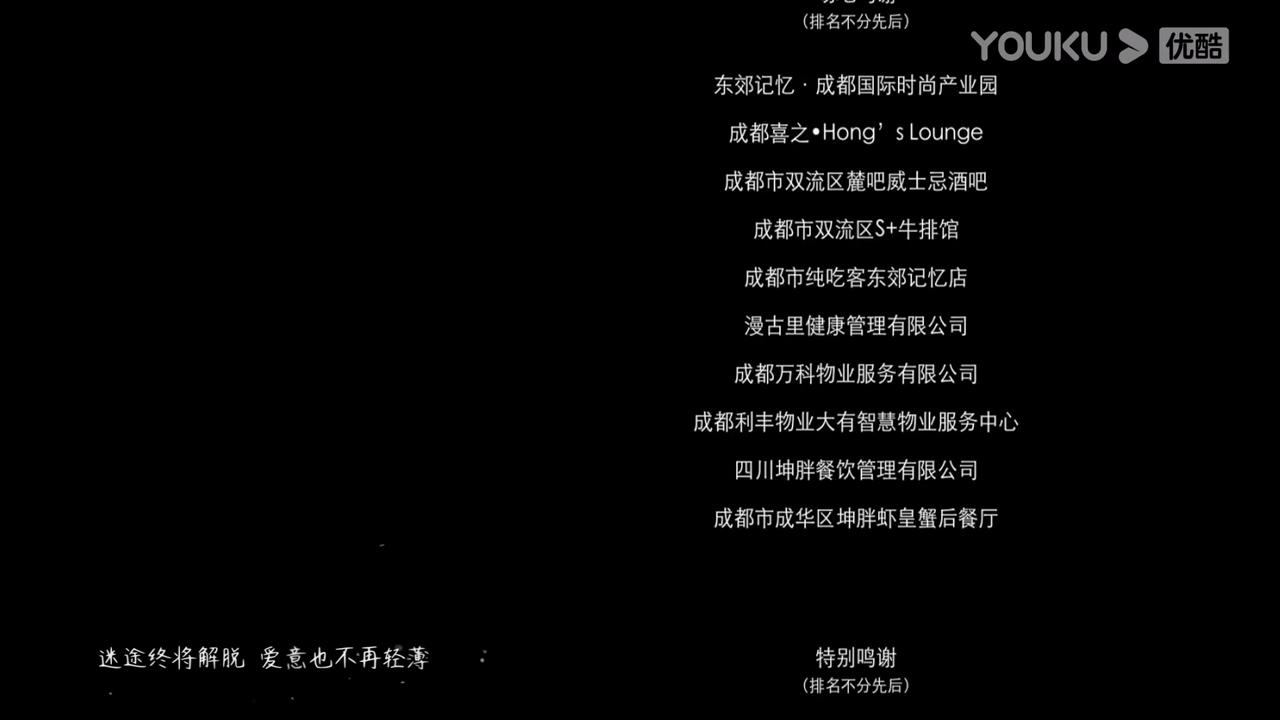 （排名不分先后）
YOUKU 优酷
东郊记忆·成都国际时尚产业园
成都喜之•Hong’s Lounge
成都市双流区麓吧威士忌酒吧
成都市双流区S+牛排馆
成都市纯吃客东郊记忆店
漫古里健康管理有限公司
成都万科物业服务有限公司
成都利丰物业大有智慧物业服务中心
四川坤胖餐饮管理有限公司
成都市成华区坤胖虾皇蟹后餐厅
迷途终将解脱 爱意也不再轻薄
特别鸣谢
（排名不分先后）